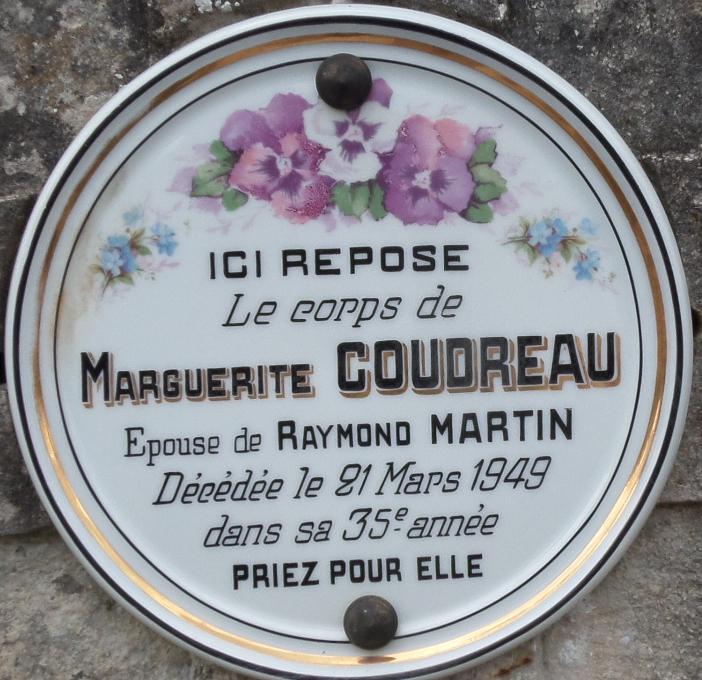 ICI REPOSE
Le corps de
MARGUERITE COUDREAU
Epouse de RAYMOND MARTIN
Décédée le 21 Mars 1949
dans sa 35e année
PRIEZ POUR ELLE